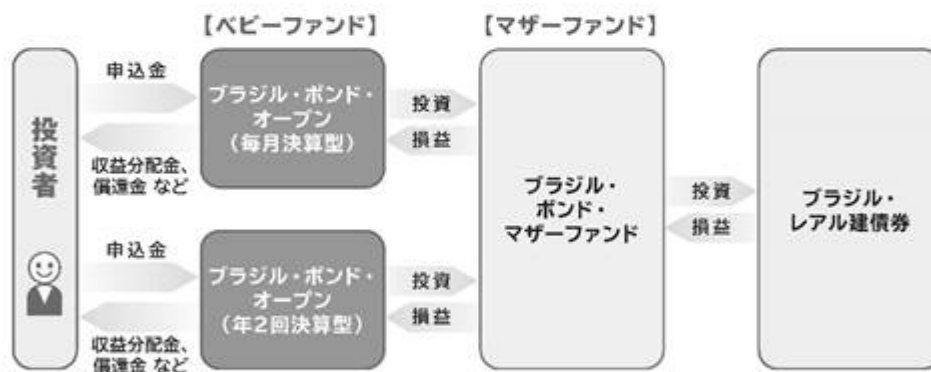 【ベビーファンド】
【マザーファンド】
投資者
申込金
収益分配金、
償還金 など
ブラジル・ボンド・
オープン
（毎月決算型）
投資
損益
申込金
収益分配金、
償還金 など
ブラジル・ボンド・
オープン
（年2回決算型）
投資
損益
ブラジル・
ボンド・
マザーファンド
投資
損益
ブラジル・
レアル建債券